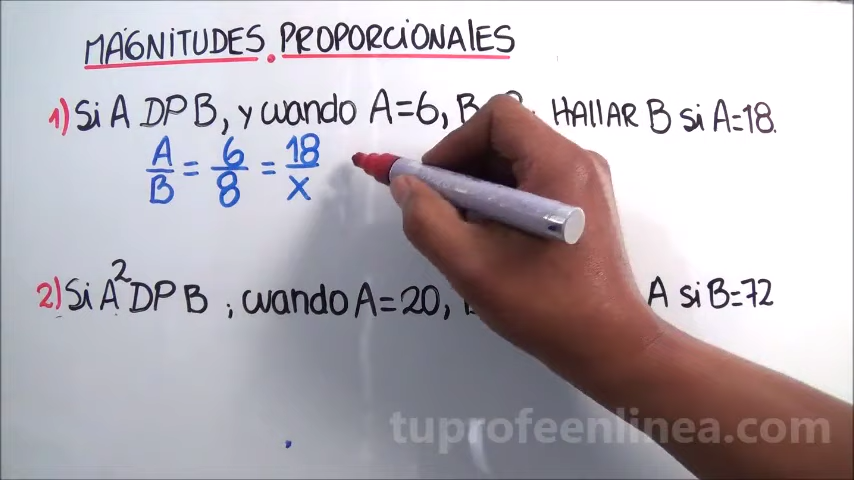 MAGNITUDES PROPORCIONALES
1) Si A DP B, y cuando A=6, HALLAR B si A=18.
A/B = 6/8 = 18/x
2) Si A² DP B, cuando A=20, A si B=72
tuprofeenlinea.com